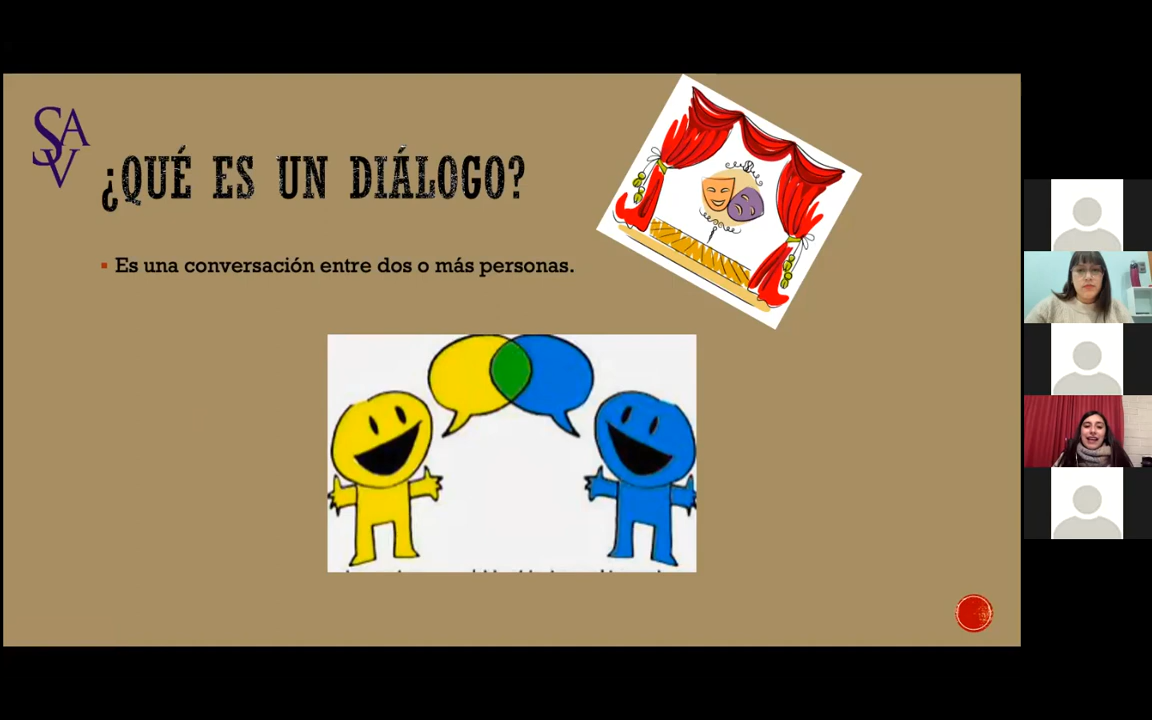 SAV
¿QUÉ ES UN DIÁLOGO?
Es una conversación entre dos o más personas.